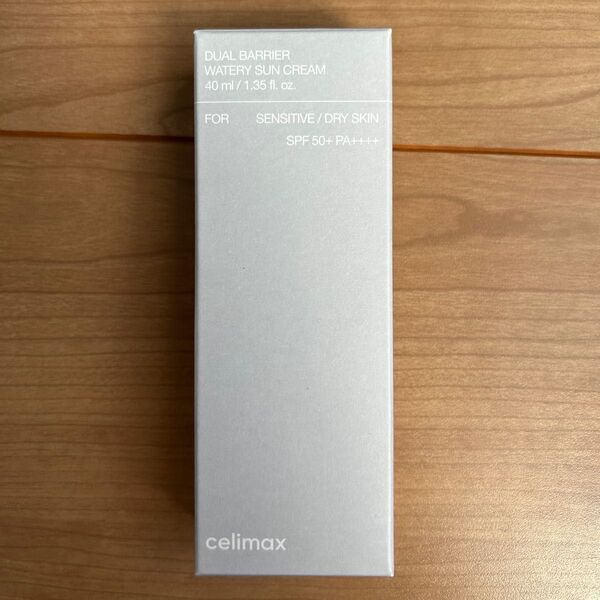 DUAL BARRIER
WATERY SUN CREAM
40 ml / 1,35 fl. oz.
FOR SENSITIVE / DRY SKIN
SPF 50+ PA++++
celimax